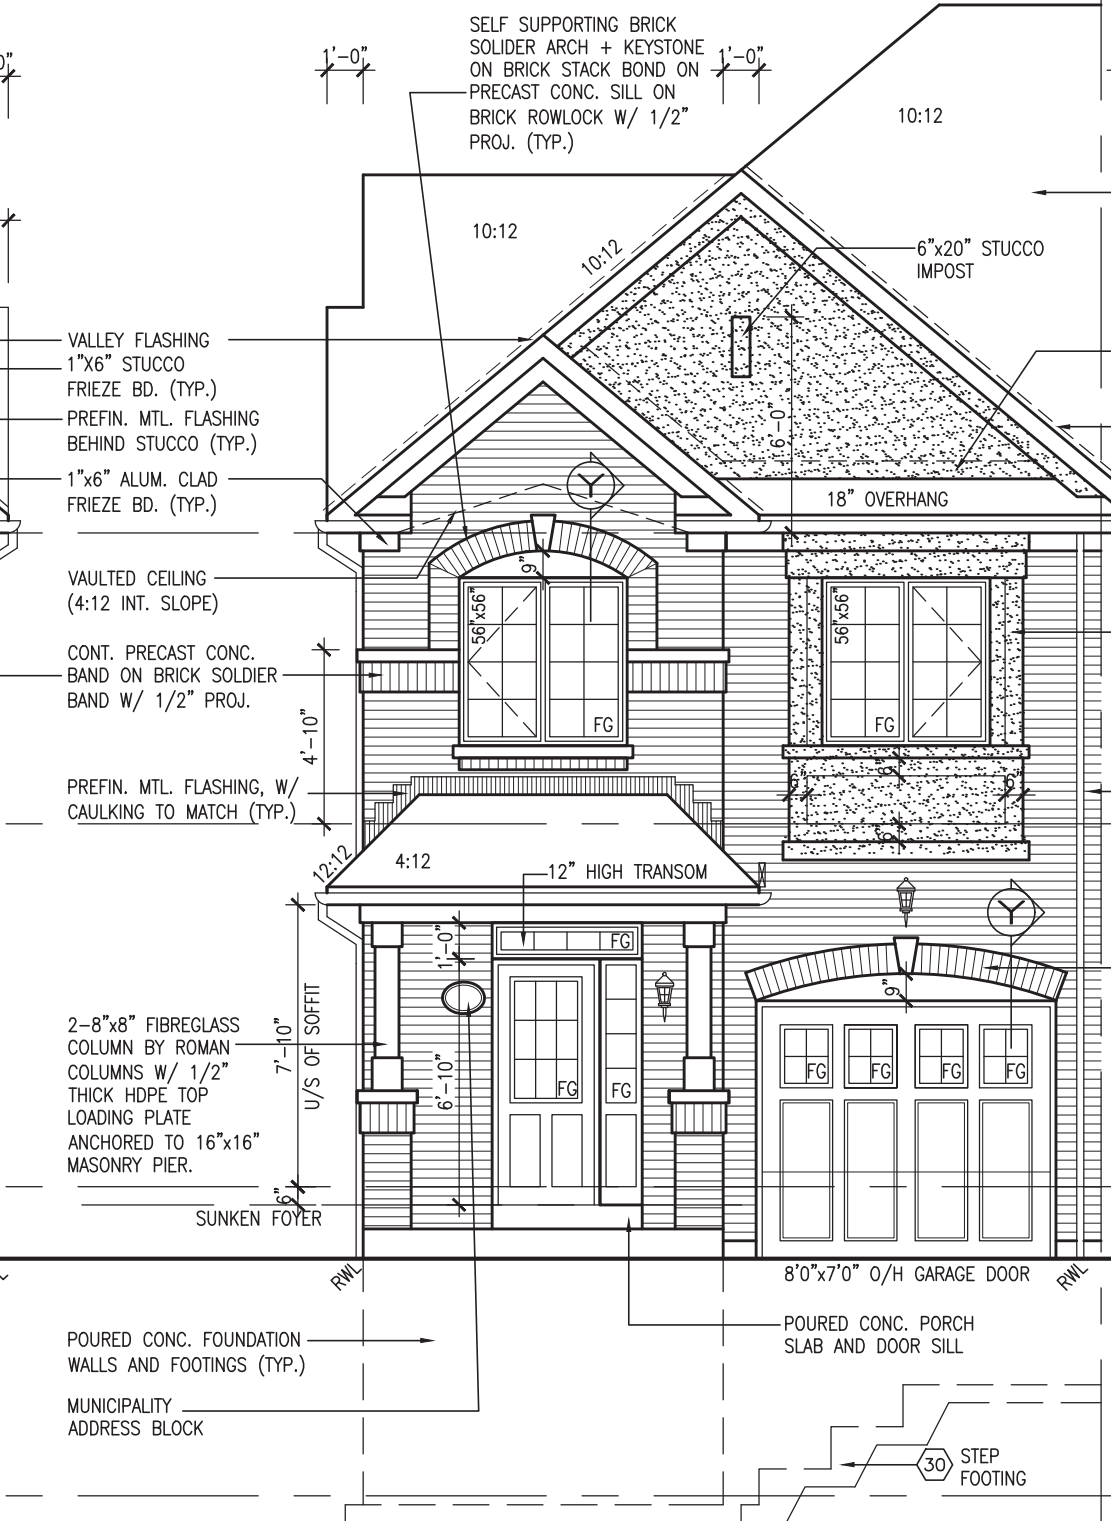 SELF SUPPORTING BRICK
SOLIDER ARCH + KEYSTONE
ON BRICK STACK BOND ON
PRECAST CONC. SILL ON
BRICK ROWLOCK W/ 1/2"
PROJ. (TYP.)
1'-0"
1'-0"
0"
10:12
10:12
10:12
6"x20" STUCCO
IMPOST
VALLEY FLASHING
1"X6" STUCCO
FRIEZE BD. (TYP.)
PREFIN. MTL. FLASHING
BEHIND STUCCO (TYP.)
1"x6" ALUM. CLAD
FRIEZE BD. (TYP.)
6'-0"
Y
18" OVERHANG
VAULTED CEILING
(4:12 INT. SLOPE)
9"
56"x56"
56"x56"
CONT. PRECAST CONC.
BAND ON BRICK SOLDIER
BAND W/ 1/2" PROJ.
FG
FG
4'-10"
PREFIN. MTL. FLASHING, W/
CAULKING TO MATCH (TYP.)
6"
6"
6"
6"
12:12
4:12
12" HIGH TRANSOM
Y
1'-0"
FG
9"
2-8"x8" FIBREGLASS
COLUMN BY ROMAN
COLUMNS W/ 1/2"
THICK HDPE TOP
LOADING PLATE
ANCHORED TO 16"x16"
MASONRY PIER.
7'-10"
U/S OF SOFFIT
6'-10"
FG
FG
FG
FG
FG
FG
6"
SUNKEN FOYER
RWL
8'0"x7'0" O/H GARAGE DOOR
RWL
POURED CONC. FOUNDATION
WALLS AND FOOTINGS (TYP.)
POURED CONC. PORCH
SLAB AND DOOR SILL
MUNICIPALITY
ADDRESS BLOCK
30
STEP
FOOTING